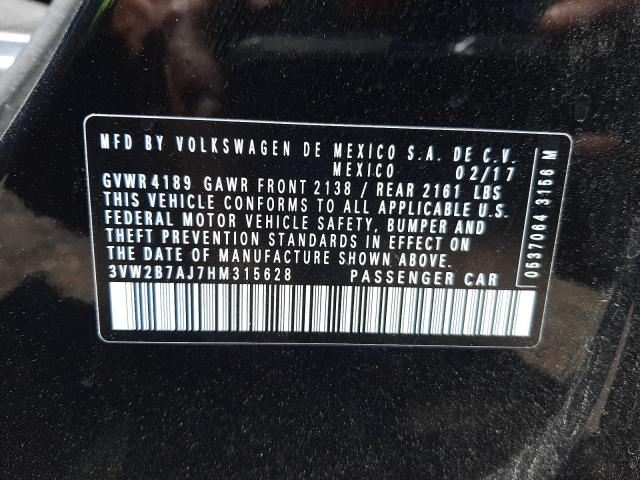 MFD BY VOLKSWAGEN DE MEXICO S.A. DE C.V.
MEXICO 02/17
GVWR 4189 GAWR FRONT 2138 / REAR 2161 LBS
THIS VEHICLE CONFORMS TO ALL APPLICABLE U.S.
FEDERAL MOTOR VEHICLE SAFETY, BUMPER AND
THEFT PREVENTION STANDARDS IN EFFECT ON
THE DATE OF MANUFACTURE SHOWN ABOVE.
3VW2B7AJ7HM315628 PASSENGER CAR
0637064 3156 M